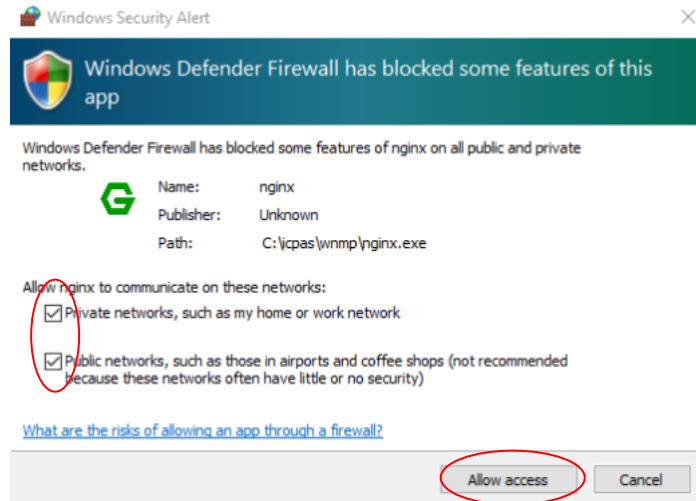 Windows Security Alert
Windows Defender Firewall has blocked some features of this
app
Windows Defender Firewall has blocked some features of nginx on all public and private
networks.
Name: nginx
Publisher: Unknown
Path: C:\icpas\wnmp\nginx.exe
Allow nginx to communicate on these networks:
Private networks, such as my home or work network
Public networks, such as those in airports and coffee shops (not recommended
because these networks often have little or no security)
What are the risks of allowing an app through a firewall?
Allow access Cancel